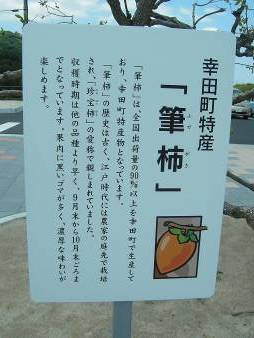 幸田町特産
「筆柿」
ふでがき
「筆柿」は、全国出荷量の90%以上を幸田町で生産して
おり、幸田町特産物となっています。
「筆柿」の歴史は古く、江戸時代には農家の庭先で栽培
され、「珍宝柿」の愛称で親しまれていました。
収穫時期は他の品種より早く、9月末から10月末ごろま
でとなっています。果肉に黒いゴマが多く、濃厚な味わいが
楽しめます。